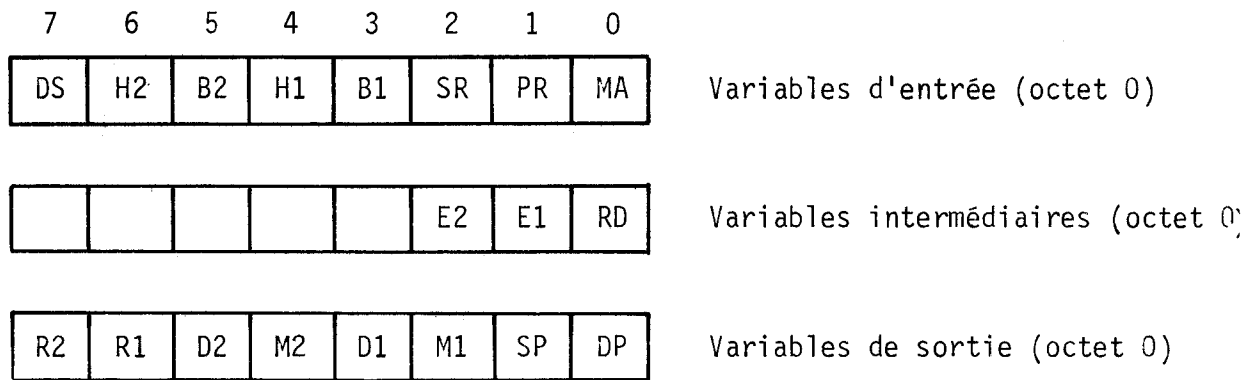 7 6 5 4 3 2 1 0
DS H2 B2 H1 B1 SR PR MA Variables d'entrée (octet 0)
E2 E1 RD Variables intermédiaires (octet 0)
R2 R1 D2 M2 D1 M1 SP DP Variables de sortie (octet 0)